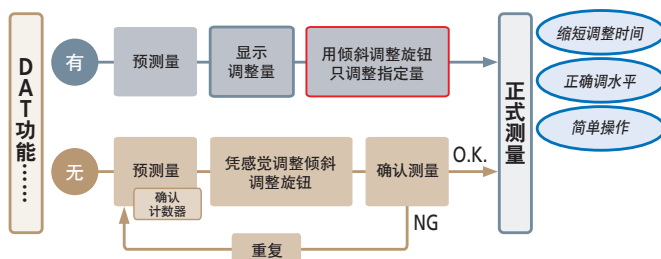 DAT功能……
有
预测量
显示
调整量
用倾斜调整旋钮
只调整指定量
无
预测量
确认
计数器
凭感觉调整倾斜
调整旋钮
确认测量
O.K.
NG
重复
正式测量
缩短调整时间
正确调水平
简单操作